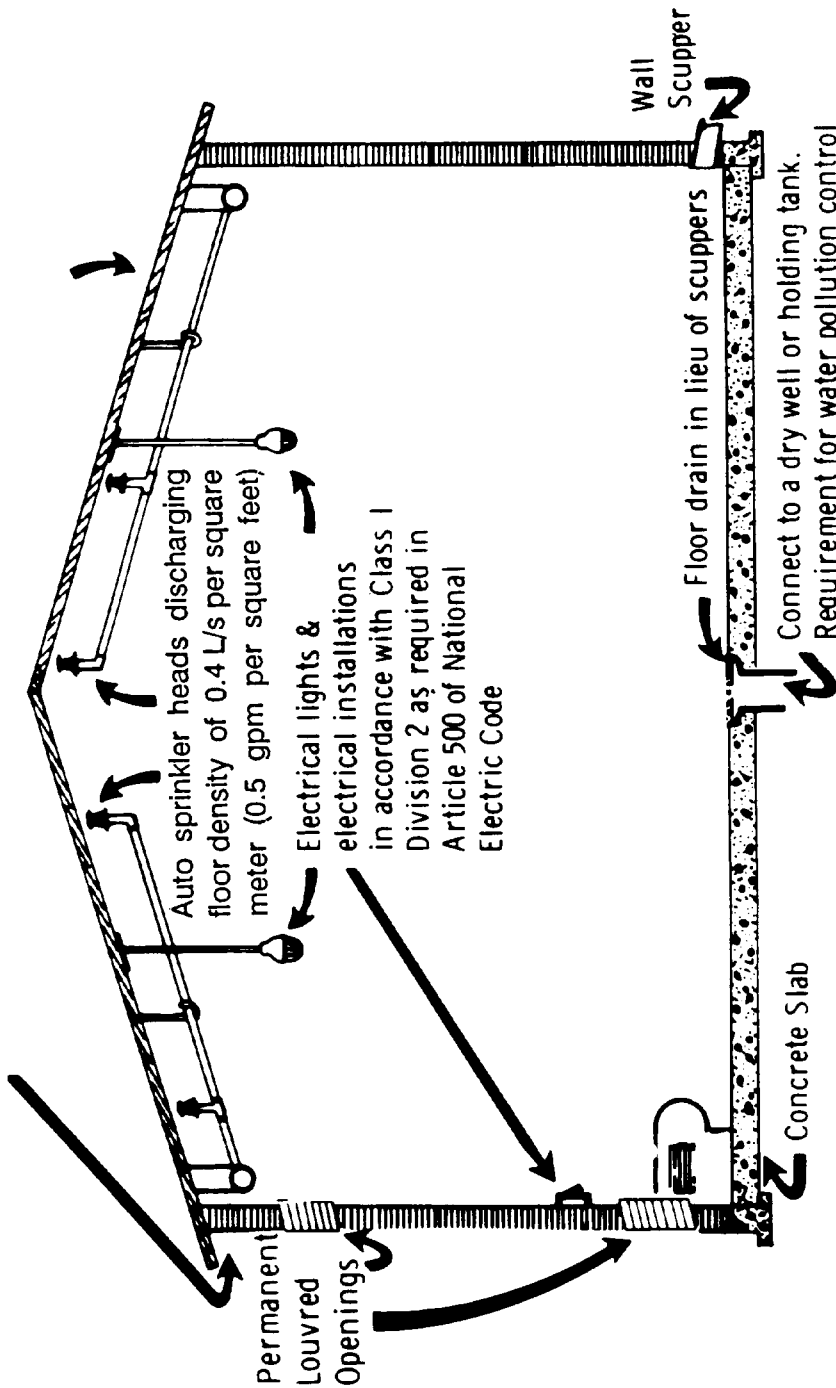 Auto sprinkler heads discharging
floor density of 0.4 L/s per square
meter (0.5 gpm per square feet)
Electrical lights &
electrical installations
in accordance with Class I
Division 2 as required in
Article 500 of National
Electric Code
Permanent
Louvred
Openings
Wall
Scupper
Floor drain in lieu of scuppers
Connect to a dry well or holding tank.
Requirement for water pollution control
Concrete Slab